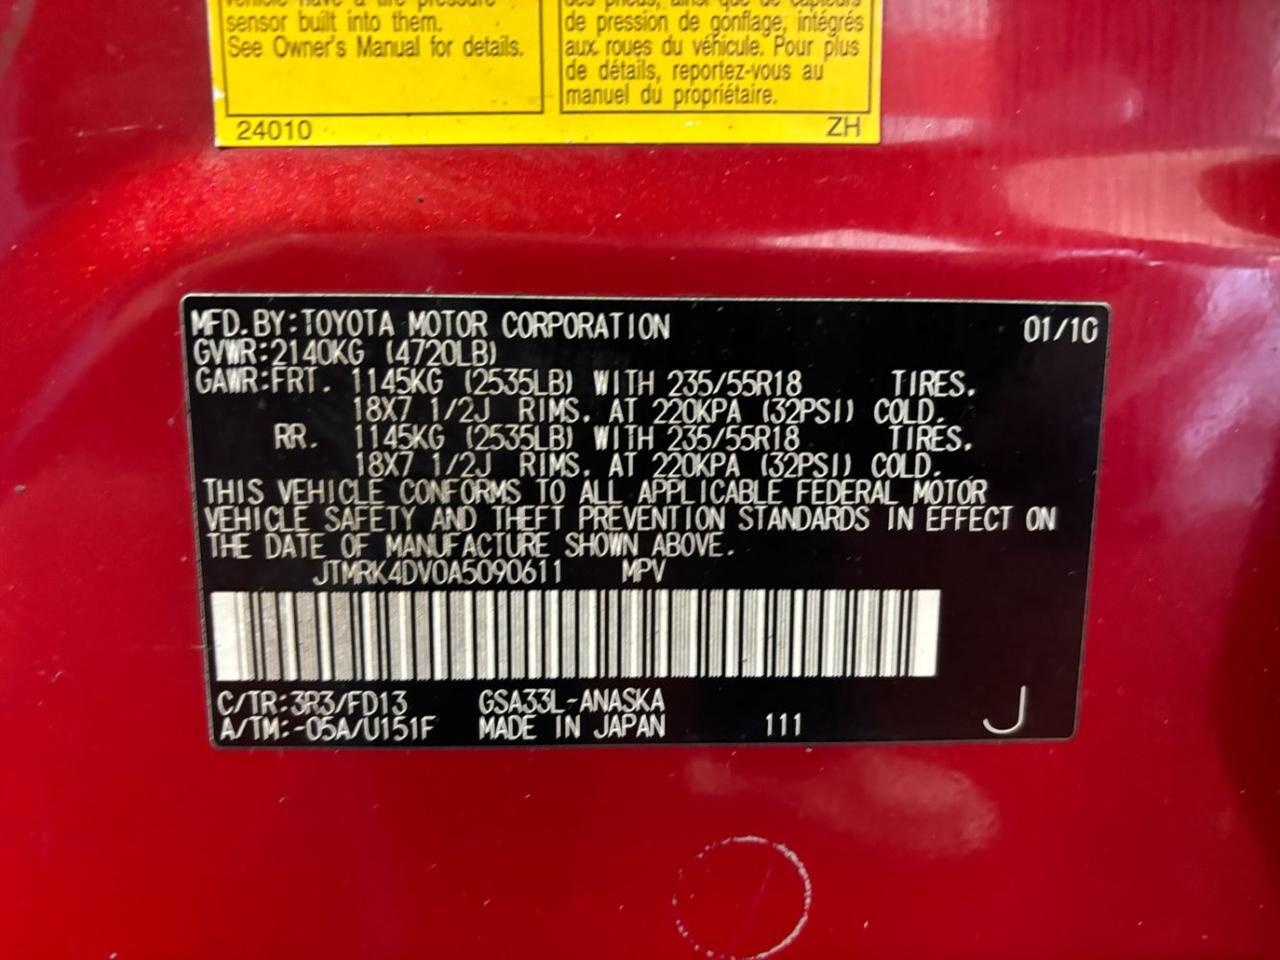 vehicle have a tire pressure
sensor built into them.
See Owner's Manual for details.
des pneus, ainsi que de capteurs
de pression de gonflage, intégrés
aux roues du véhicule. Pour plus
de détails, reportez-vous au
manuel du propriétaire.
24010 ZH
MFD.BY:TOYOTA MOTOR CORPORATION 01/10
GVWR:2140KG (4720LB)
GAWR:FRT. 1145KG (2535LB) WITH 235/55R18 TIRES.
18X7 1/2J RIMS. AT 220KPA (32PSI) COLD.
RR. 1145KG (2535LB) WITH 235/55R18 TIRES.
18X7 1/2J RIMS. AT 220KPA (32PSI) COLD.
THIS VEHICLE CONFORMS TO ALL APPLICABLE FEDERAL MOTOR
VEHICLE SAFETY AND THEFT PREVENTION STANDARDS IN EFFECT ON
THE DATE OF MANUFACTURE SHOWN ABOVE.
JTMRK4DV0A5090611 MPV
C/TR:3R3/FD13 GSA33L-ANASKA
A/TM:-05A/U151F MADE IN JAPAN 111 J